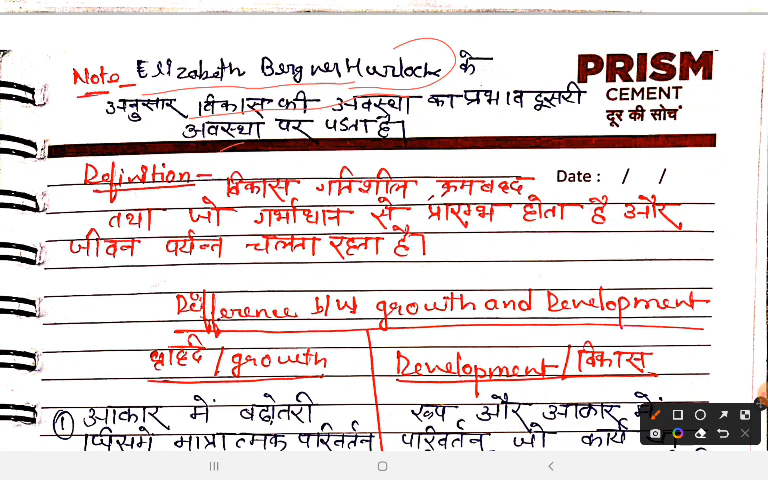 Note- Elizabeth Bergner Hurlock के
अनुसार विकास की अवस्था का प्रभाव दूसरी
अवस्था पर पडता है।
PRISM
CEMENT
दूर की सोच
Definition - विकास गतिशील क्रमबध्द
Date : / /
तथा जो गर्भाधान से प्रारम्भ होता है और
जीवन पर्यन्त चलता रहता है।
Difference b/w growth and Development
वृध्दि / growth
Development / विकास
① आकार में बढ़ोतरी
रूप और आकार में
जिसमें मात्रात्मक परिवर्तन
परिवर्तन जो कार्य